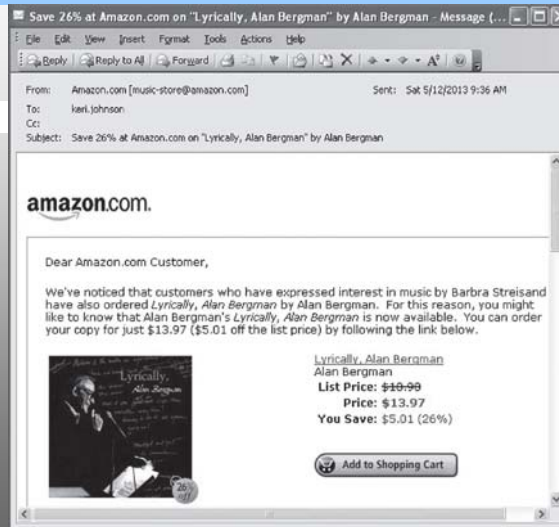 Save 26% at Amazon.com on "Lyrically, Alan Bergman" by Alan Bergman - Message (...
File Edit View Insert Format Tools Actions Help
Reply Reply to All Forward
From: Amazon.com [music-store@amazon.com] Sent: Sat 5/12/2013 9:36 AM
To: keri.johnson
Cc:
Subject: Save 26% at Amazon.com on "Lyrically, Alan Bergman" by Alan Bergman
amazon.com.
Dear Amazon.com Customer,
We've noticed that customers who have expressed interest in music by Barbra Streisand
have also ordered Lyrically, Alan Bergman by Alan Bergman. For this reason, you might
like to know that Alan Bergman's Lyrically, Alan Bergman is now available. You can order
your copy for just $13.97 ($5.01 off the list price) by following the link below.
Lyrically,
Alan Bergman
26%
off
Lyrically, Alan Bergman
Alan Bergman
List Price: $18.98
Price: $13.97
You Save: $5.01 (26%)
Add to Shopping Cart